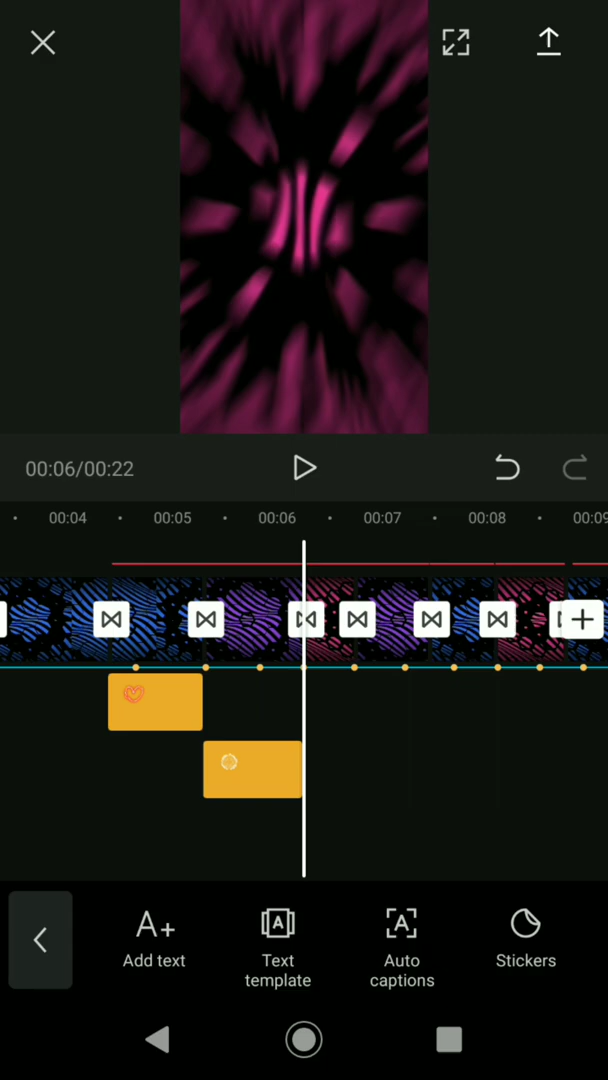 00:06/00:22
00:04 00:05 00:06 00:07 00:08 00:09
A+
A
A
Add text
Text
template
Auto
captions
Stickers